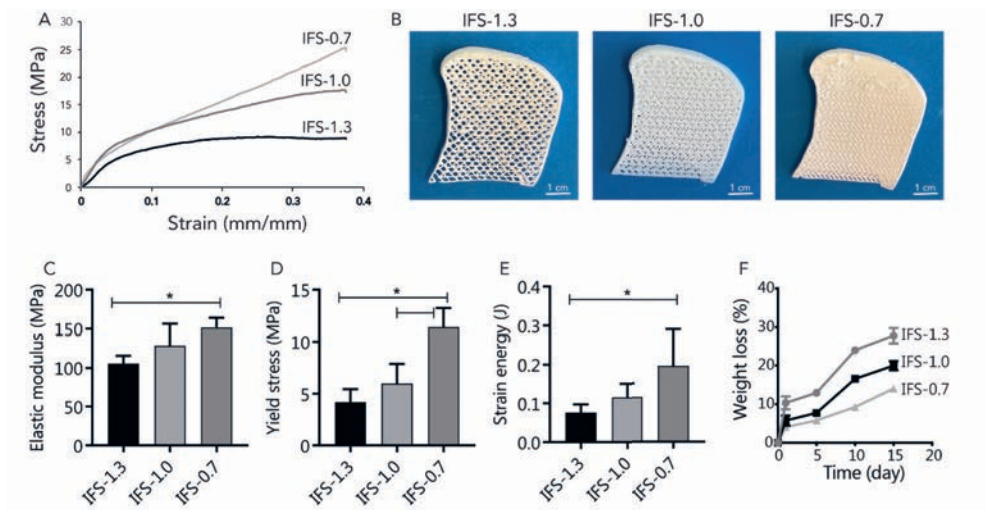 A
Stress (MPa)
30
25
20
15
10
5
0
0
0.1
0.2
0.3
0.4
Strain (mm/mm)
IFS-0.7
IFS-1.0
IFS-1.3
B
IFS-1.3
IFS-1.0
IFS-0.7
1 cm
1 cm
1 cm
C
Elastic modulus (MPa)
200
150
100
50
0
*
IFS-1.3
IFS-1.0
IFS-0.7
D
Yield stress (MPa)
15
10
5
0
*
IFS-1.3
IFS-1.0
IFS-0.7
E
Strain energy (J)
0.4
0.3
0.2
0.1
0.0
*
IFS-1.3
IFS-1.0
IFS-0.7
F
Weight loss (%)
40
30
20
10
0
0
5
10
15
20
Time (day)
IFS-1.3
IFS-1.0
IFS-0.7